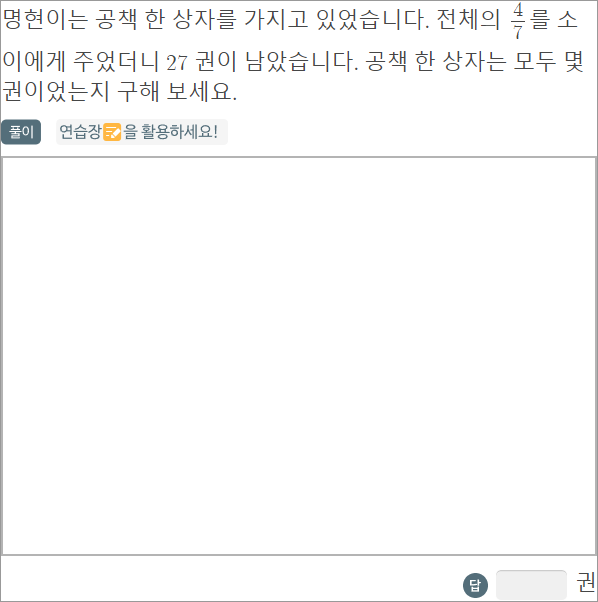 명현이는 공책 한 상자를 가지고 있었습니다. 전체의 4/7 를 소
이에게 주었더니 27 권이 남았습니다. 공책 한 상자는 모두 몇
권이었는지 구해 보세요.
풀이 연습장 을 활용하세요!
답 권